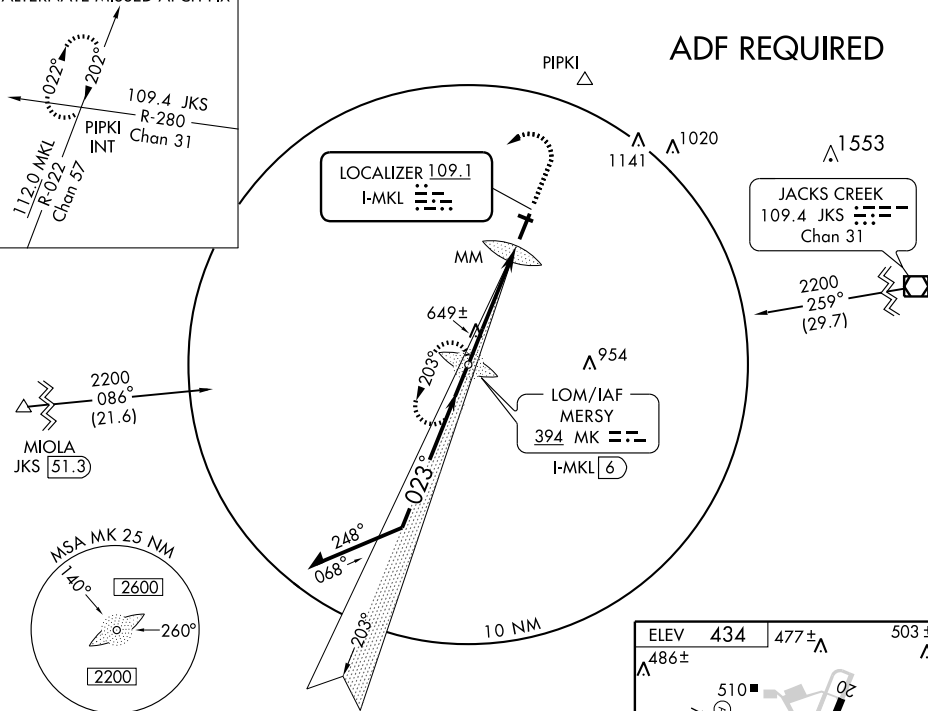 ALTERNATE MISSED APCH FIX
022°
202°
109.4 JKS
R-280
Chan 31
PIPKI
INT
112.0 MKL
R-022
Chan 57
ADF REQUIRED
PIPKI
1141
1020
1553
LOCALIZER 109.1
I-MKL
JACKS CREEK
109.4 JKS
Chan 31
MM
2200
259°
(29.7)
649±
203°
954
LOM/IAF
MERSY
394 MK
I-MKL 6
2200
086°
(21.6)
MIOLA
JKS 51.3
023°
248°
068°
203°
10 NM
MSA MK 25 NM
140°
2600
260°
2200
ELEV 434
477±
503±
486±
510
20